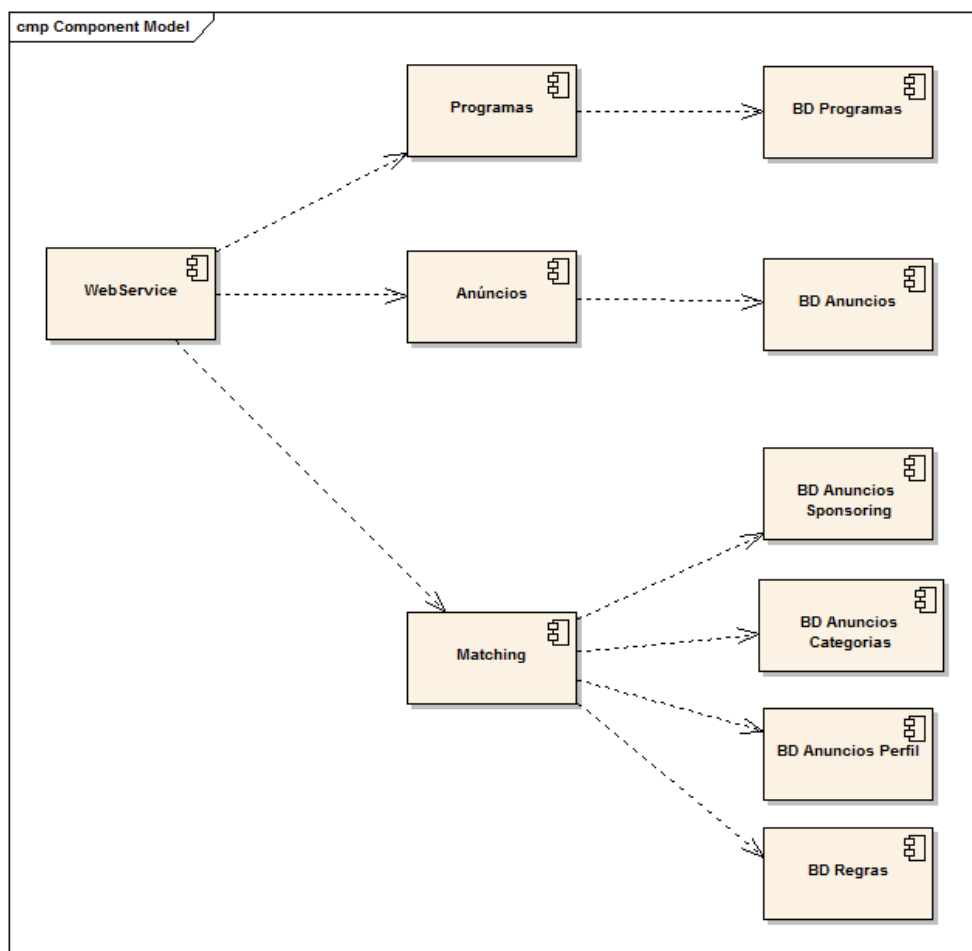 cmp Component Model
Programas
BD Programas
WebService
Anúncios
BD Anuncios
BD Anuncios
Sponsoring
BD Anuncios
Categorias
Matching
BD Anuncios Perfil
BD Regras